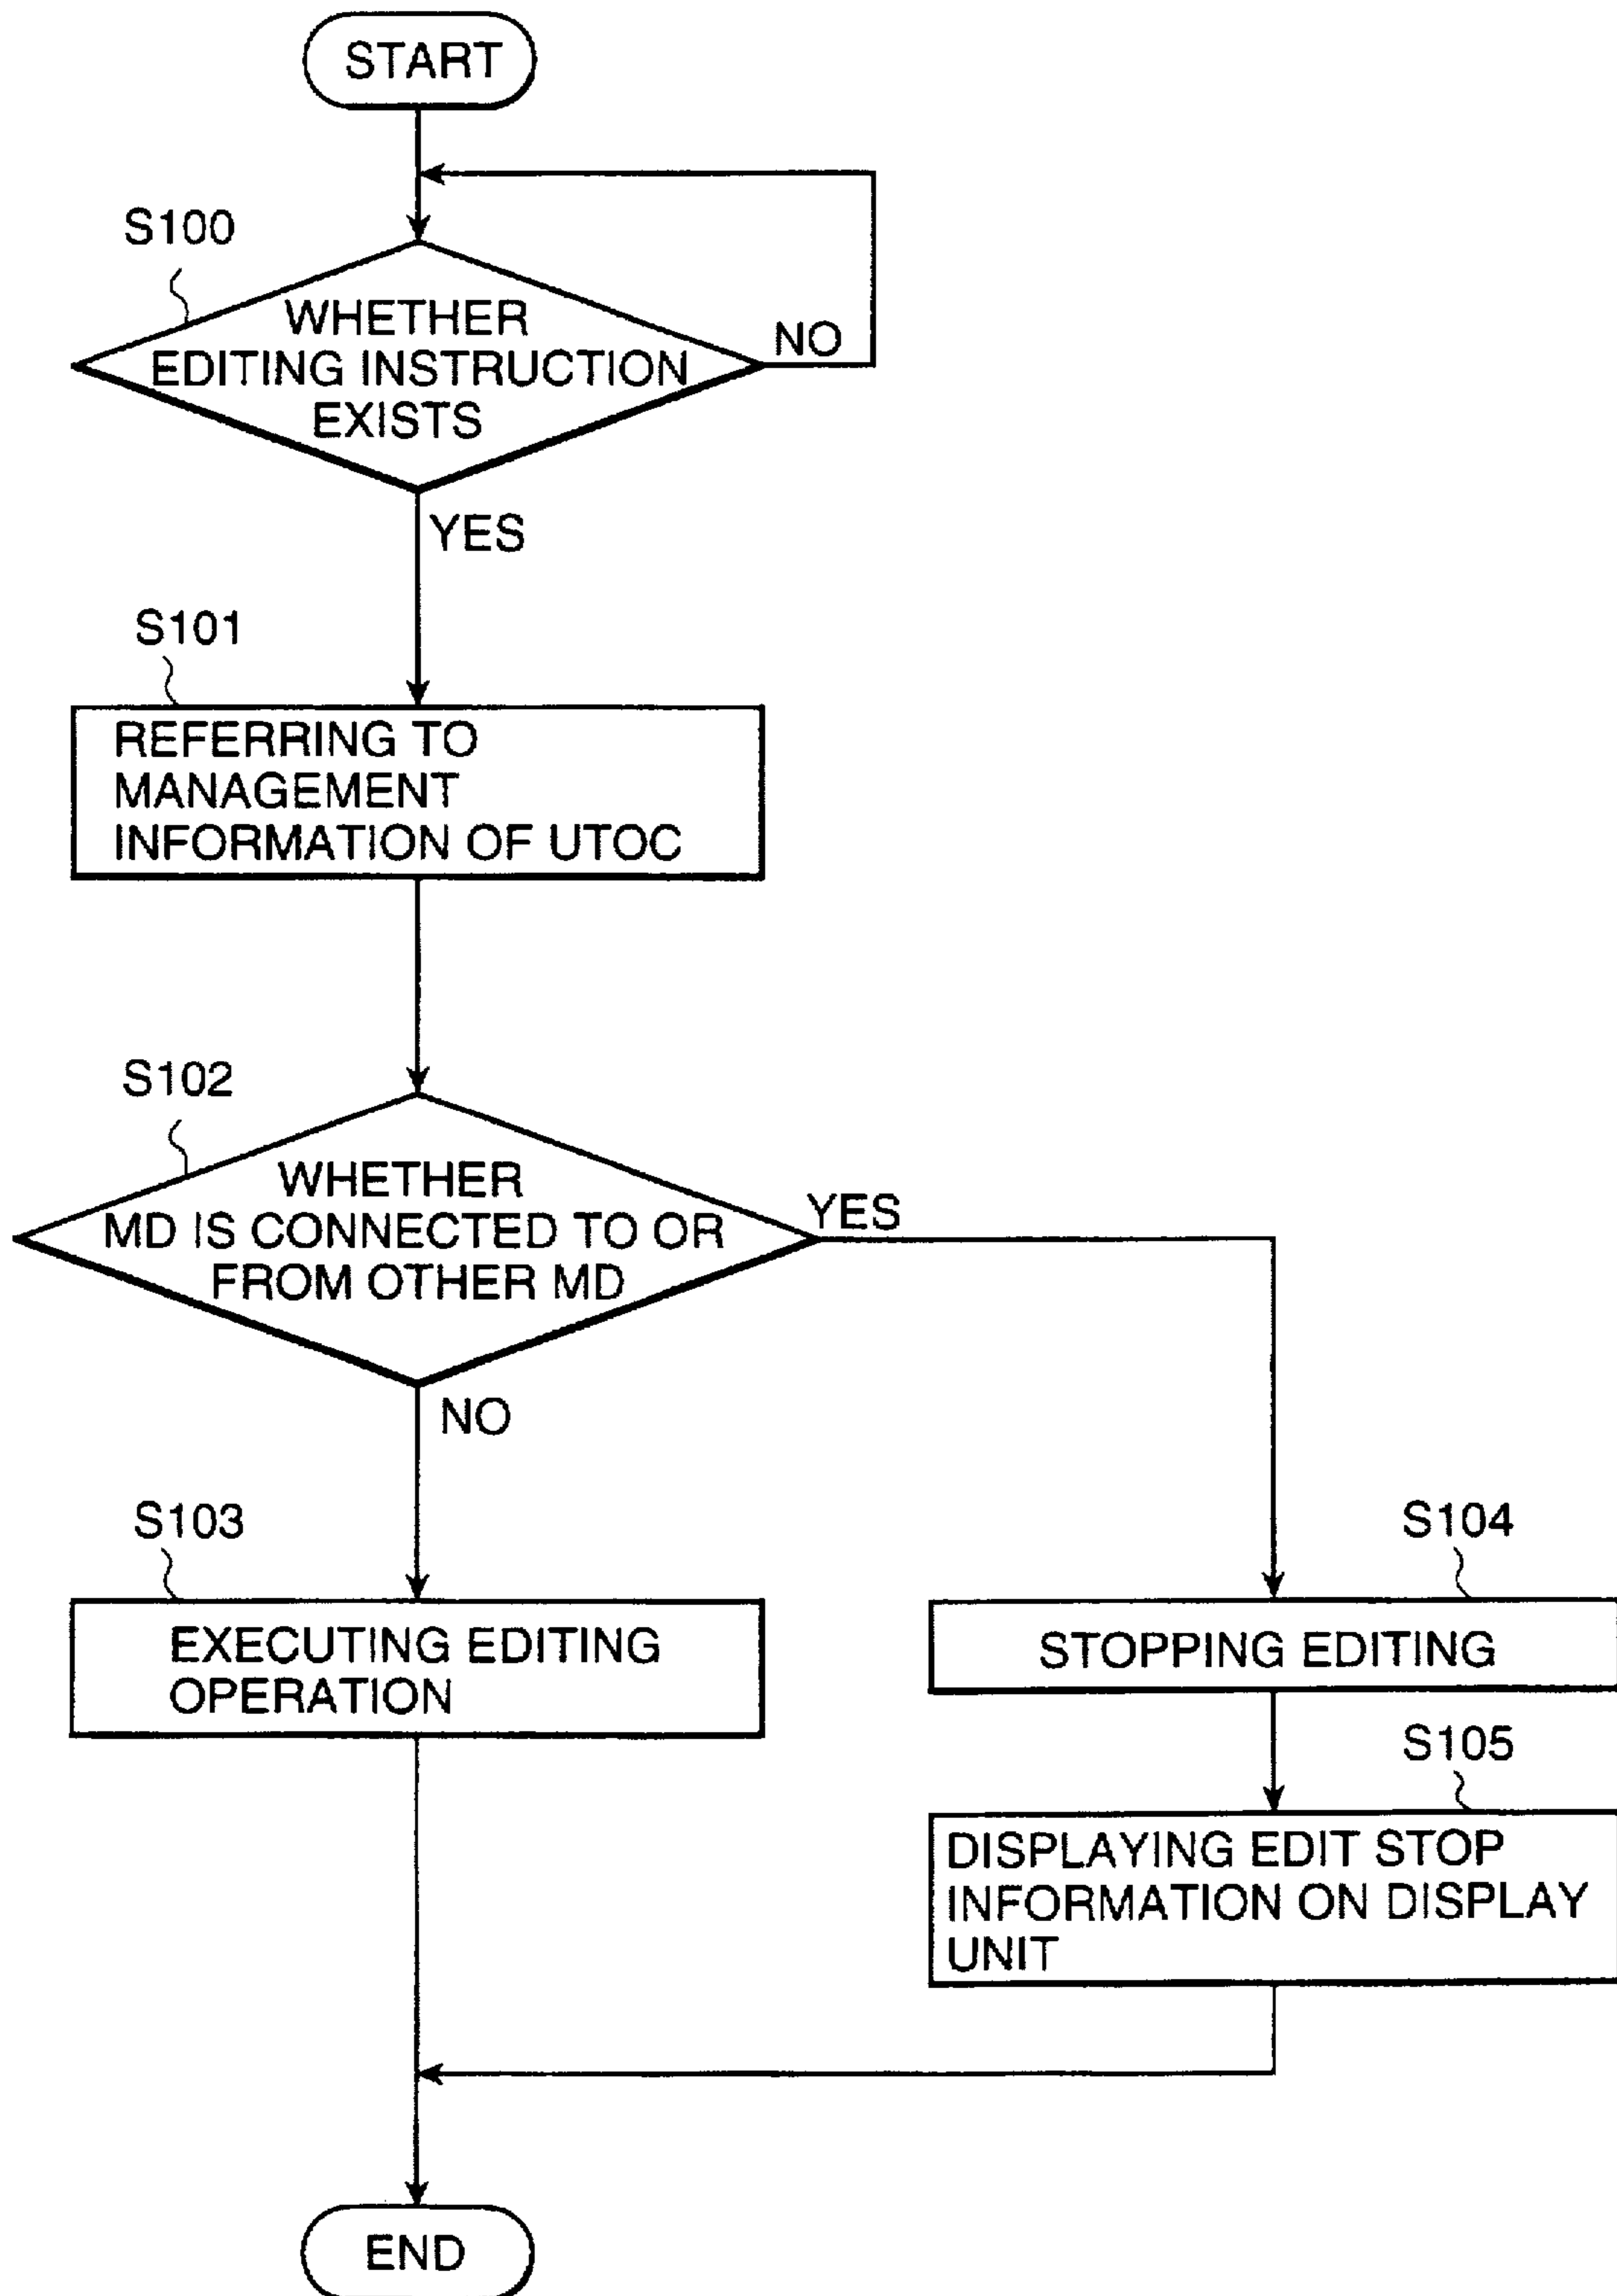 START
S100
WHETHER
EDITING INSTRUCTION
EXISTS
NO
YES
S101
REFERRING TO
MANAGEMENT
INFORMATION OF UTOC
S102
WHETHER
MD IS CONNECTED TO OR
FROM OTHER MD
YES
NO
S103
EXECUTING EDITING
OPERATION
S104
STOPPING EDITING
S105
DISPLAYING EDIT STOP
INFORMATION ON DISPLAY
UNIT
END